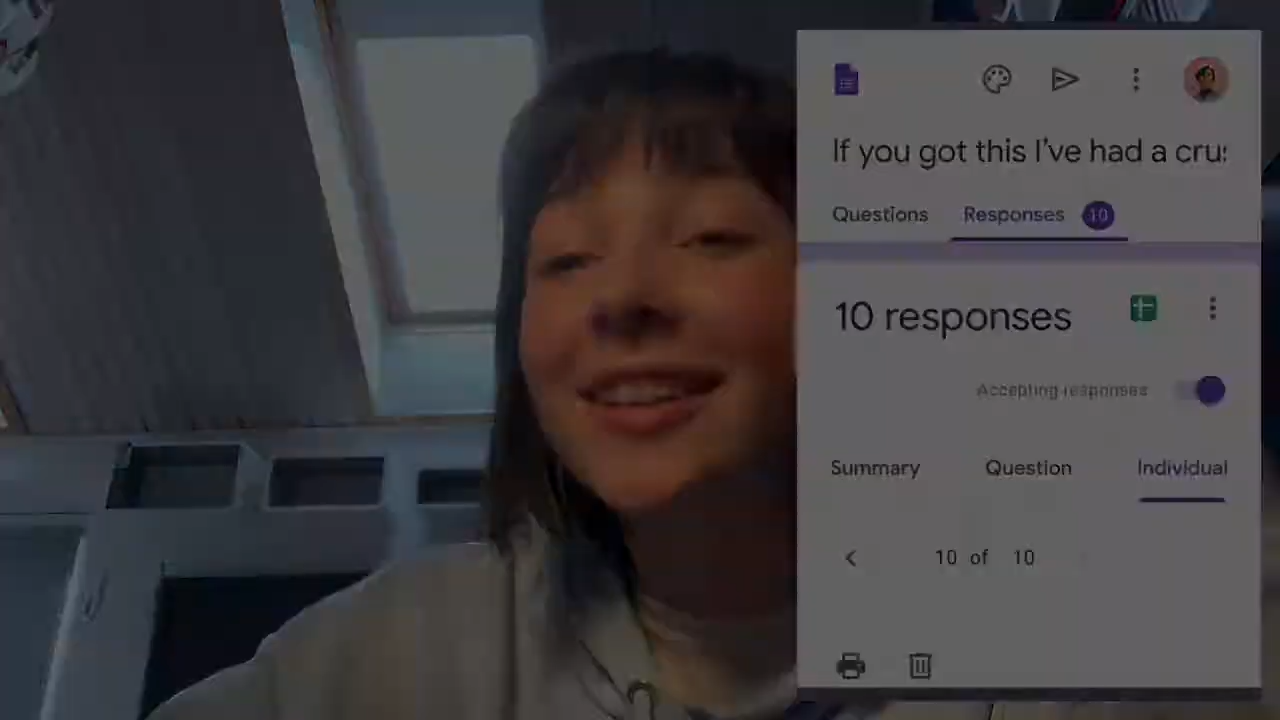 If you got this I've had a cru
Questions Responses 10
10 responses
Accepting responses
Summary Question Individual
10 of 10